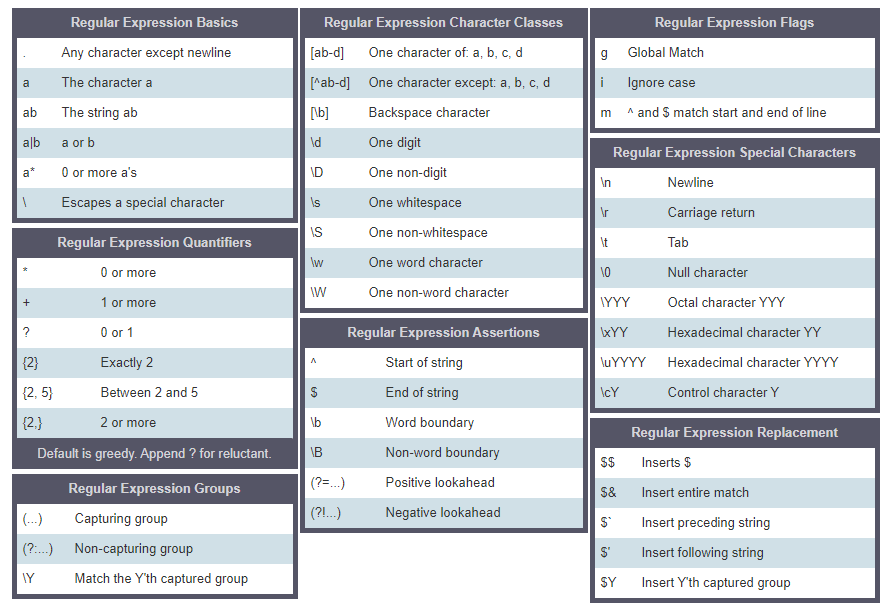 Regular Expression Basics
. Any character except newline
a The character a
ab The string ab
a|b a or b
a* 0 or more a's
\ Escapes a special character
Regular Expression Quantifiers
* 0 or more
+ 1 or more
? 0 or 1
{2} Exactly 2
{2, 5} Between 2 and 5
{2,} 2 or more
Default is greedy. Append ? for reluctant.
Regular Expression Groups
(...) Capturing group
(?:...) Non-capturing group
\Y Match the Y'th captured group
Regular Expression Character Classes
[ab-d] One character of: a, b, c, d
[^ab-d] One character except: a, b, c, d
[\b] Backspace character
\d One digit
\D One non-digit
\s One whitespace
\S One non-whitespace
\w One word character
\W One non-word character
Regular Expression Assertions
^ Start of string
$ End of string
\b Word boundary
\B Non-word boundary
(?=...) Positive lookahead
(?!...) Negative lookahead
Regular Expression Flags
g Global Match
i Ignore case
m ^ and $ match start and end of line
Regular Expression Special Characters
\n Newline
\r Carriage return
\t Tab
\0 Null character
\YYY Octal character YYY
\xYY Hexadecimal character YY
\uYYYY Hexadecimal character YYYY
\cY Control character Y
Regular Expression Replacement
$$ Inserts $
$& Insert entire match
$` Insert preceding string
$' Insert following string
$Y Insert Y'th captured group